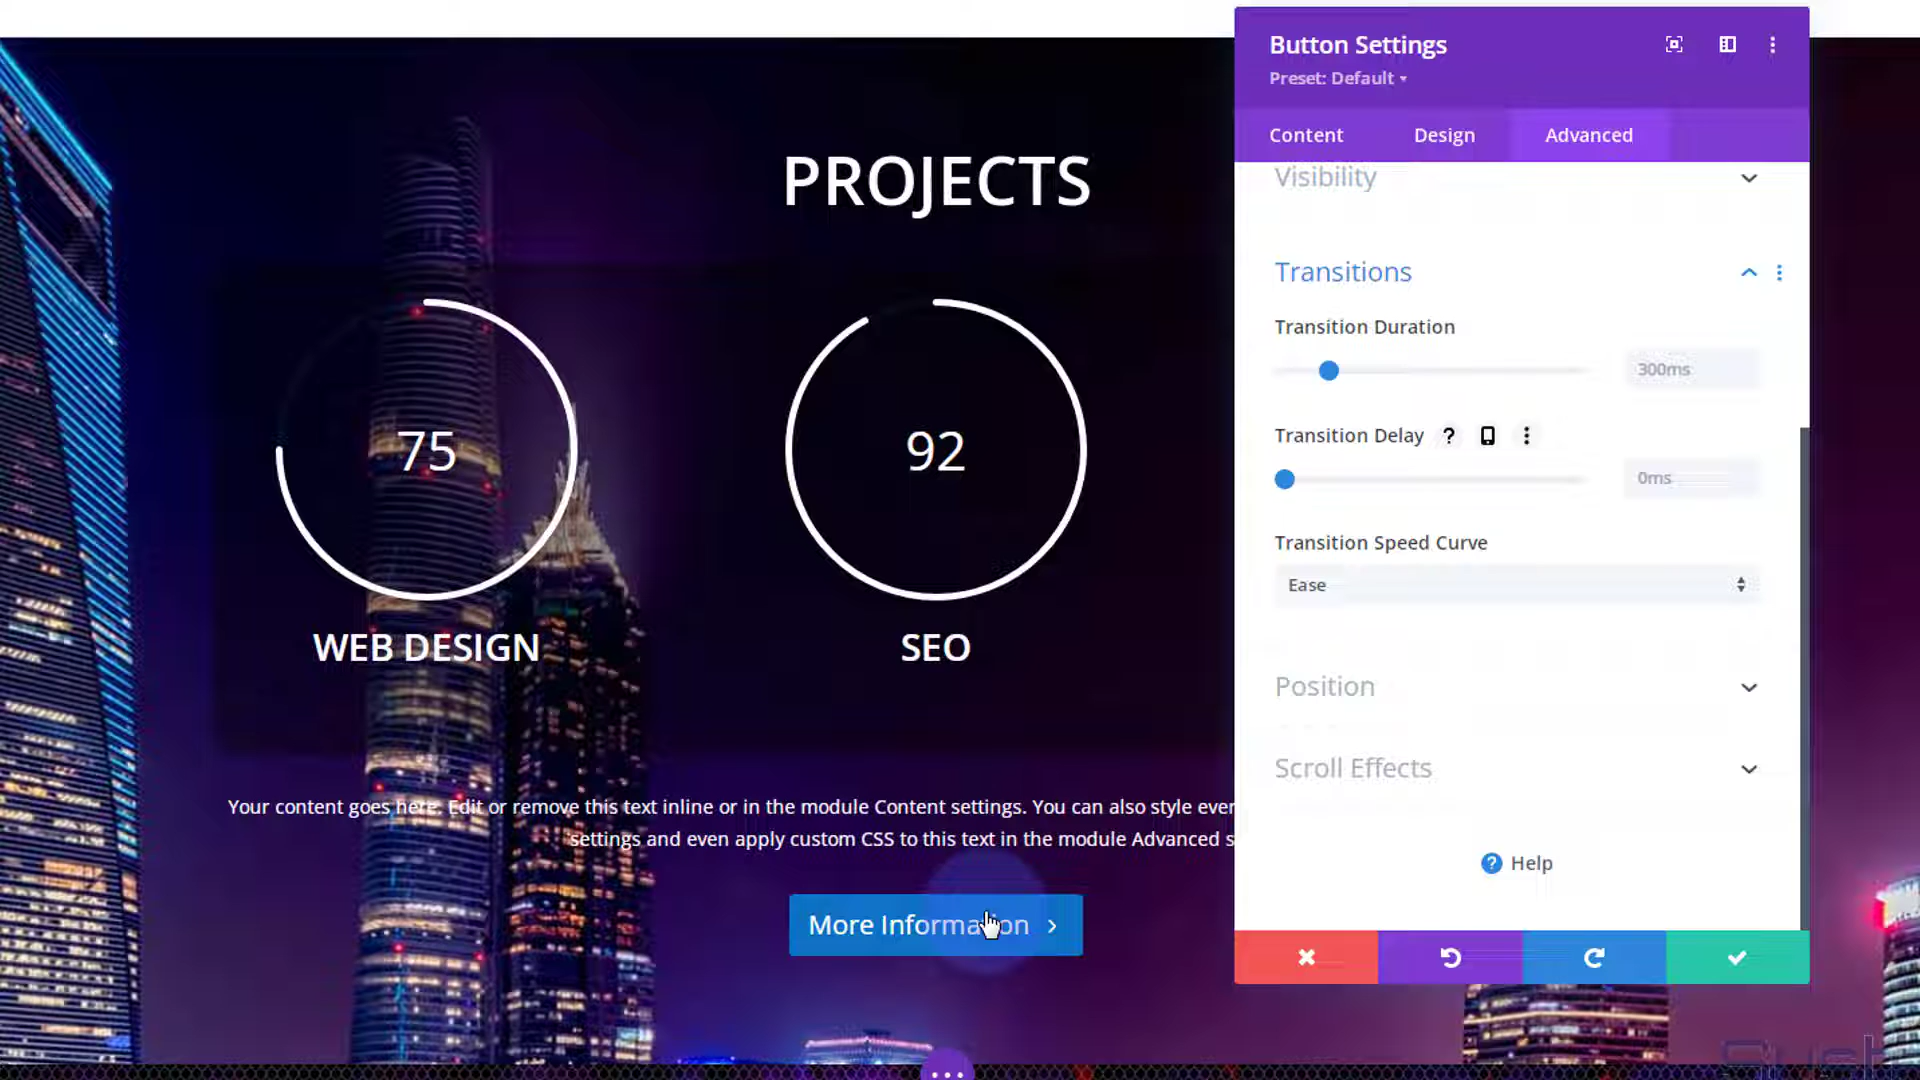 PROJECTS
75
92
WEB DESIGN
SEO
Your content goes here. Edit or remove this text inline or in the module Content settings. You can also style ever
settings and even apply custom CSS to this text in the module Advanced s
More Information
Button Settings
Preset: Default
Content
Design
Advanced
Visibility
Transitions
Transition Duration
300ms
Transition Delay
?
0ms
Transition Speed Curve
Ease
Position
Scroll Effects
? Help